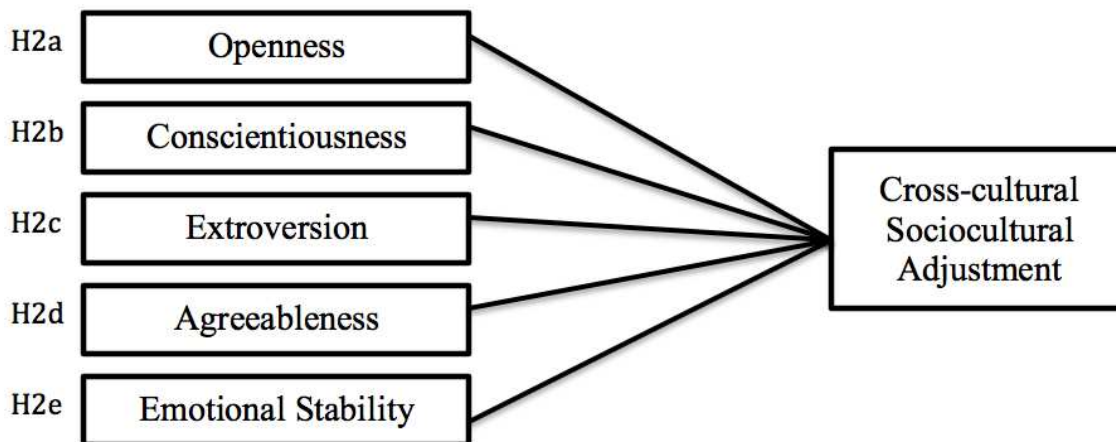 H2a Openness
H2b Conscientiousness
H2c Extroversion
H2d Agreeableness
H2e Emotional Stability
Cross-cultural
Sociocultural
Adjustment